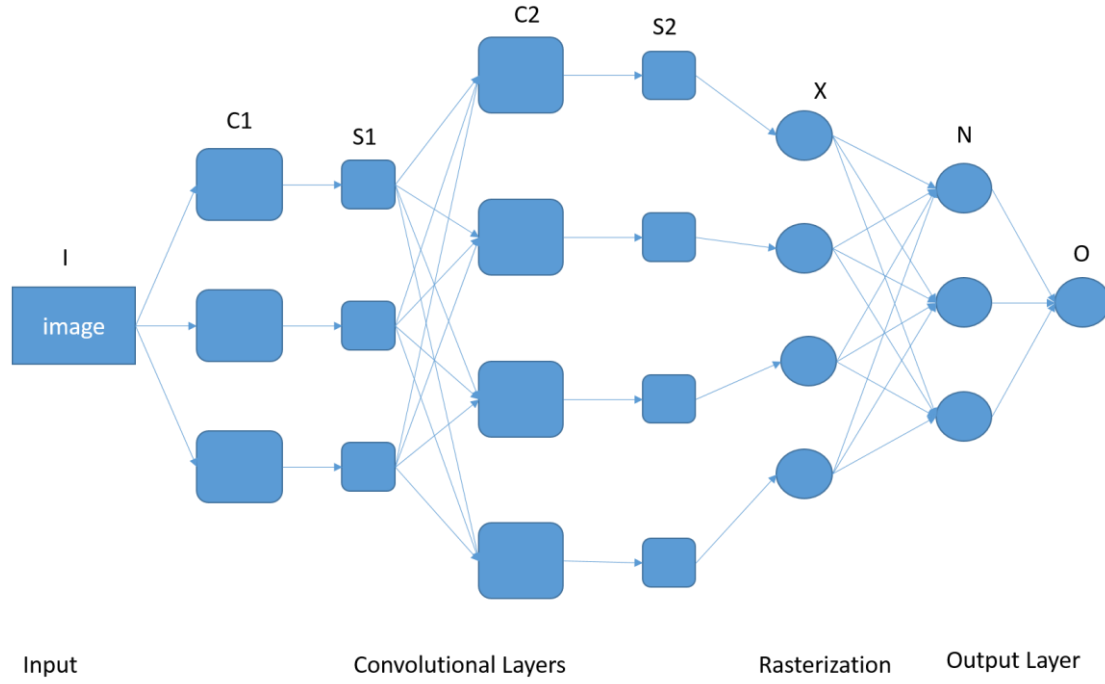 C2
S2
X
C1
S1
N
I
O
image
Input
Convolutional Layers
Rasterization
Output Layer